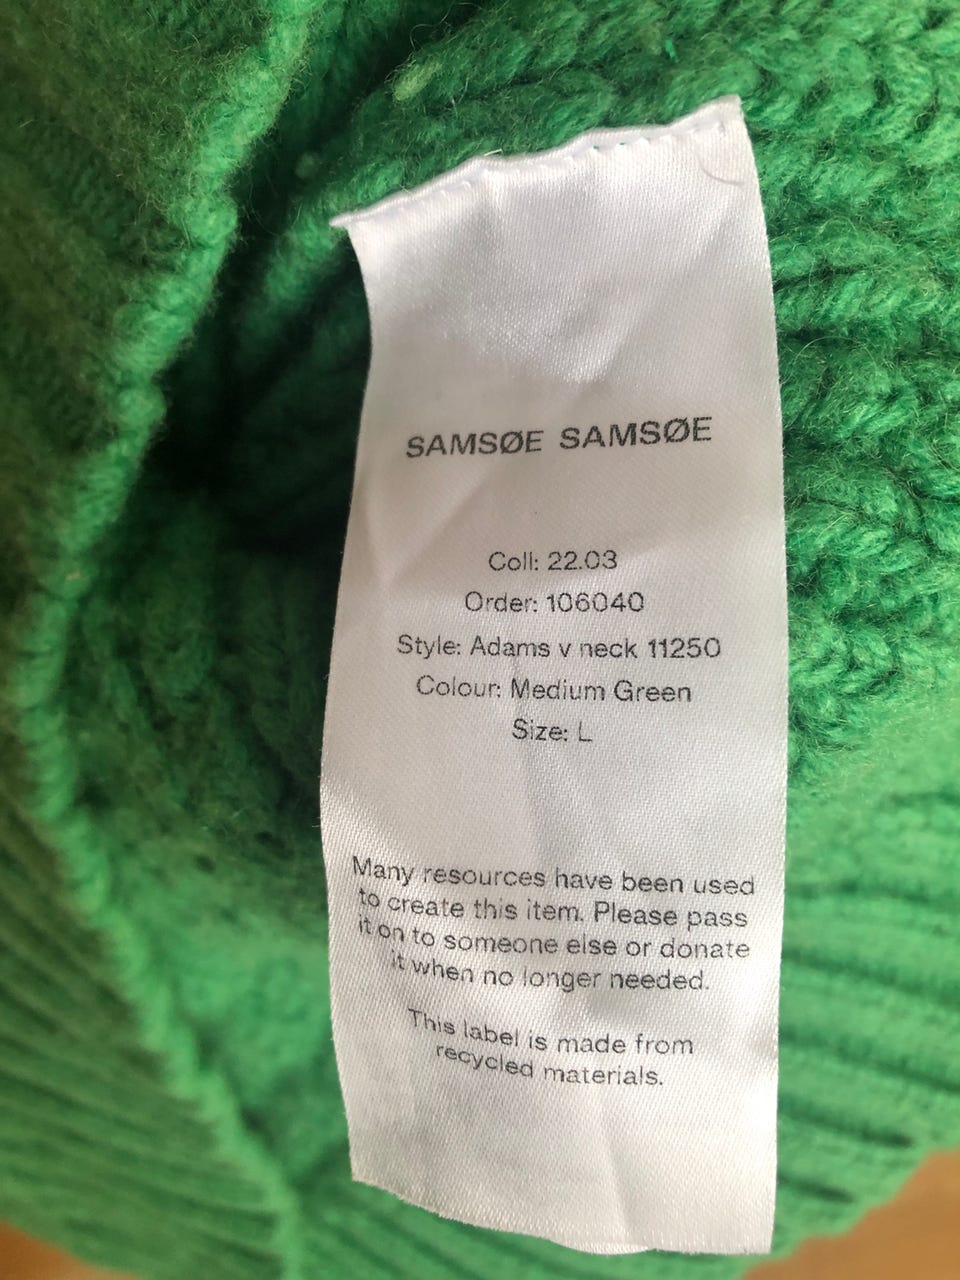 SAMSØE SAMSØE
Coll: 22.03
Order: 106040
Style: Adams v neck 11250
Colour: Medium Green
Size: L
Many resources have been used
to create this item. Please pass
it on to someone else or donate
it when no longer needed.
This label is made from
recycled materials.